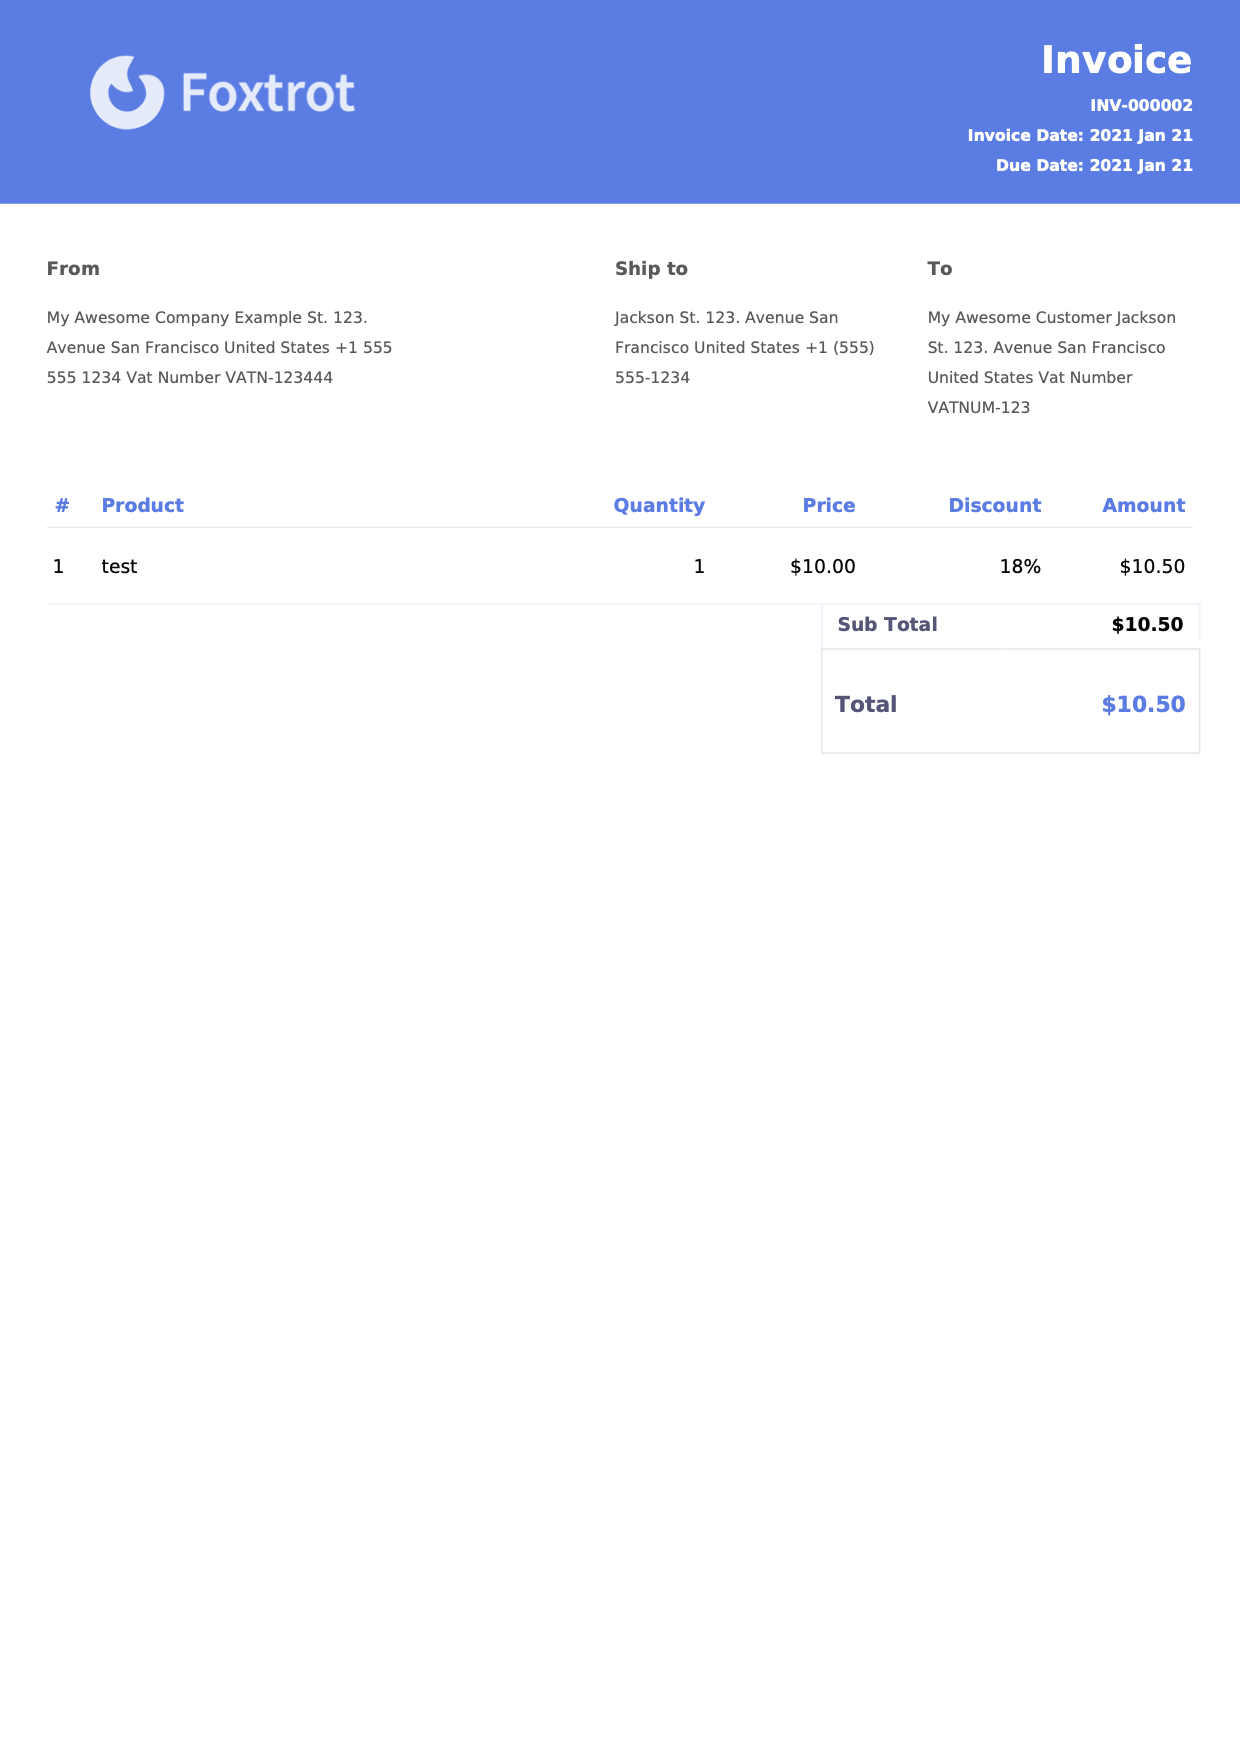 Foxtrot
Invoice
INV-000002
Invoice Date: 2021 Jan 21
Due Date: 2021 Jan 21
From
My Awesome Company Example St. 123.
Avenue San Francisco United States +1 555
555 1234 Vat Number VATN-123444
Ship to
Jackson St. 123. Avenue San
Francisco United States +1 (555)
555-1234
To
My Awesome Customer Jackson
St. 123. Avenue San Francisco
United States Vat Number
VATNUM-123
# Product Quantity Price Discount Amount
1 test 1 $10.00 18% $10.50
Sub Total $10.50
Total $10.50